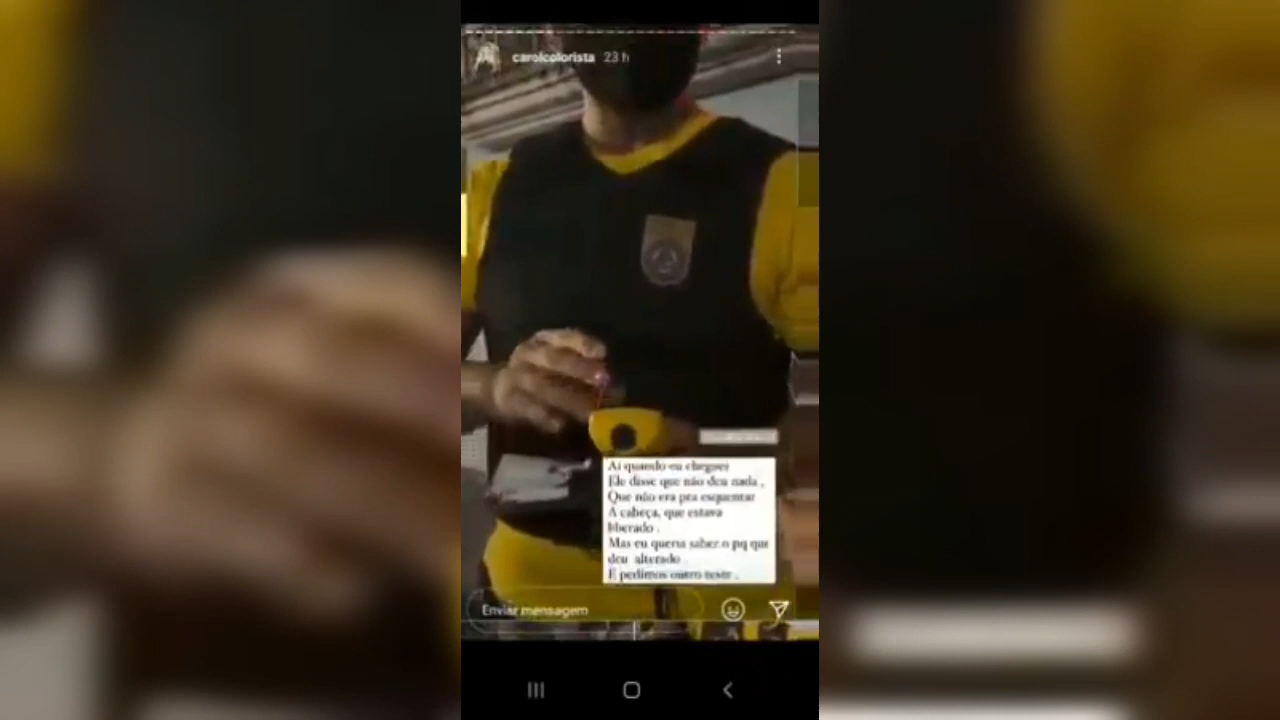 carolcolorista 23 h
Aí quando eu cheguei
Ele disse que não deu nada ,
Que não era pra esquentar
A cabeça, que estava
liberado .
Mas eu queria saber o pq que
deu alterado .
E pedimos outro teste .
Enviar mensagem